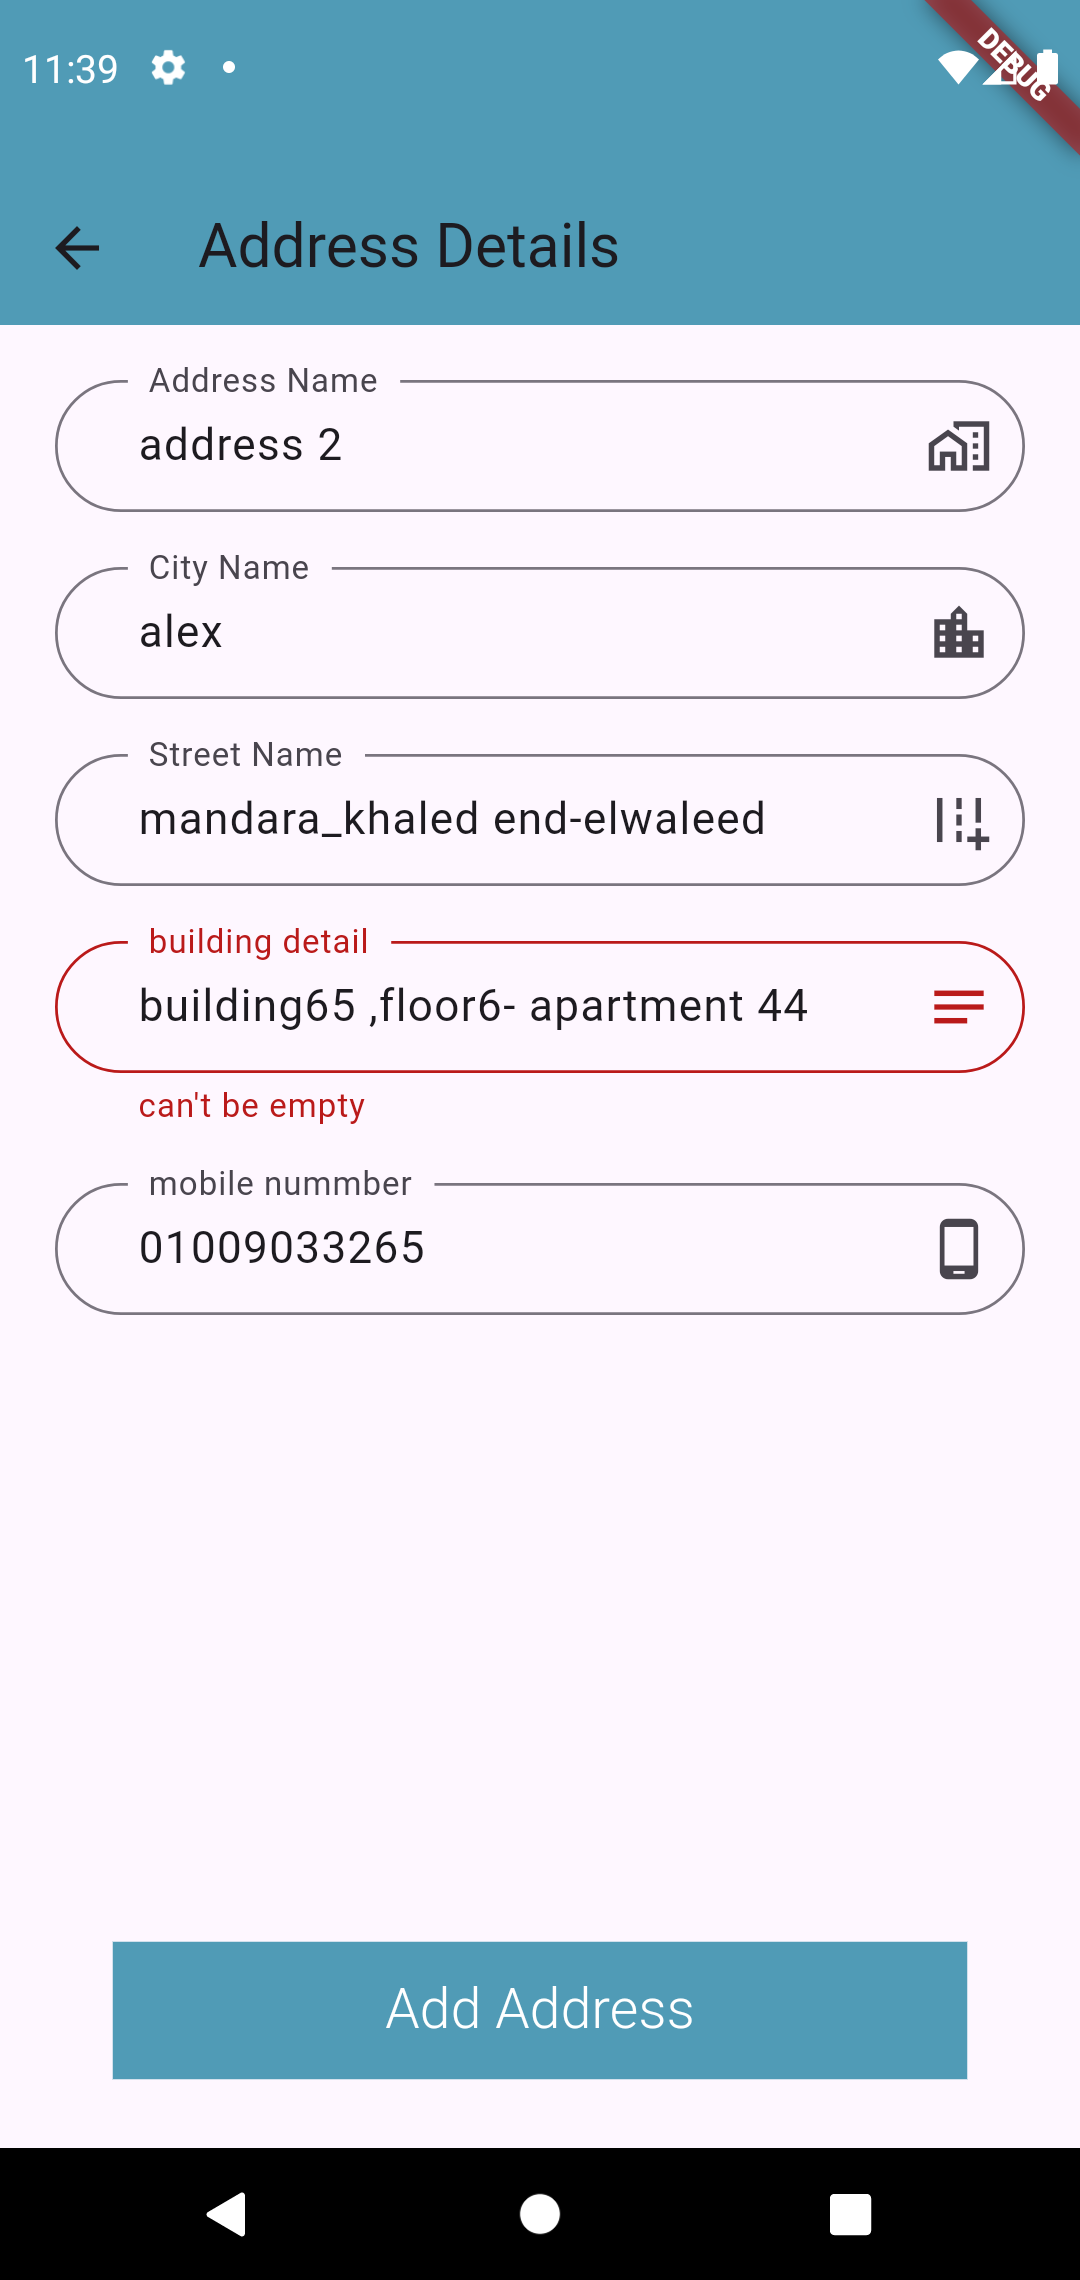 11:39
DEBUG
Address Details
Address Name
address 2
City Name
alex
Street Name
mandara_khaled end-elwaleed
building detail
building65 ,floor6- apartment 44
can't be empty
mobile nummber
01009033265
Add Address